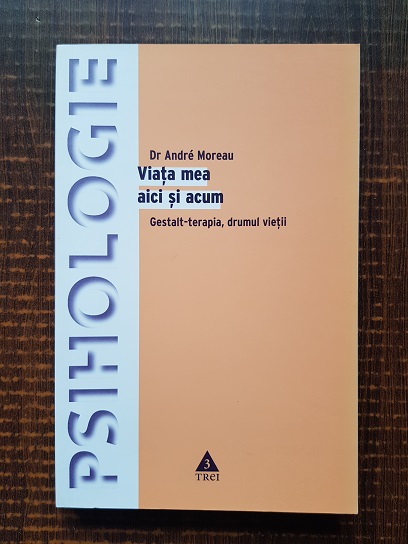 PSIHOLOGIE
Dr André Moreau
Viața mea
aici și acum
Gestalt-terapia, drumul vieții
3
TREI